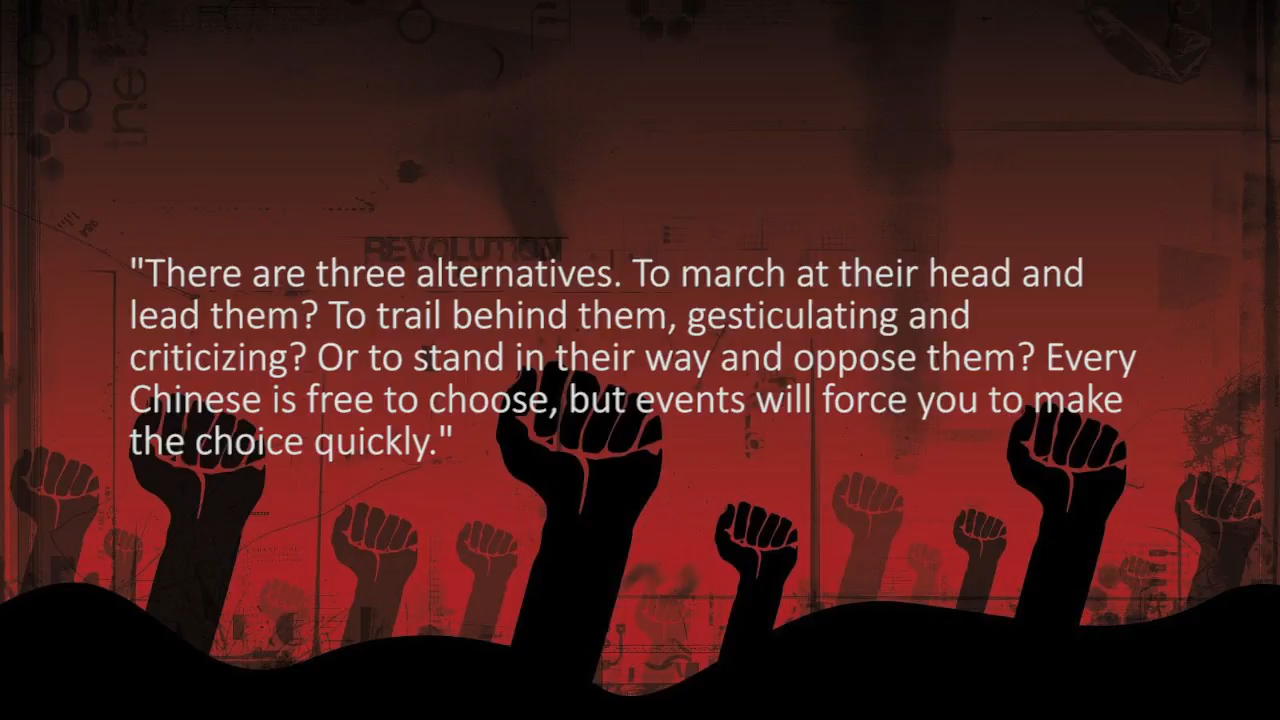 the
REVOLUTION
"There are three alternatives. To march at their head and
lead them? To trail behind them, gesticulating and
criticizing? Or to stand in their way and oppose them? Every
Chinese is free to choose, but events will force you to make
the choice quickly."